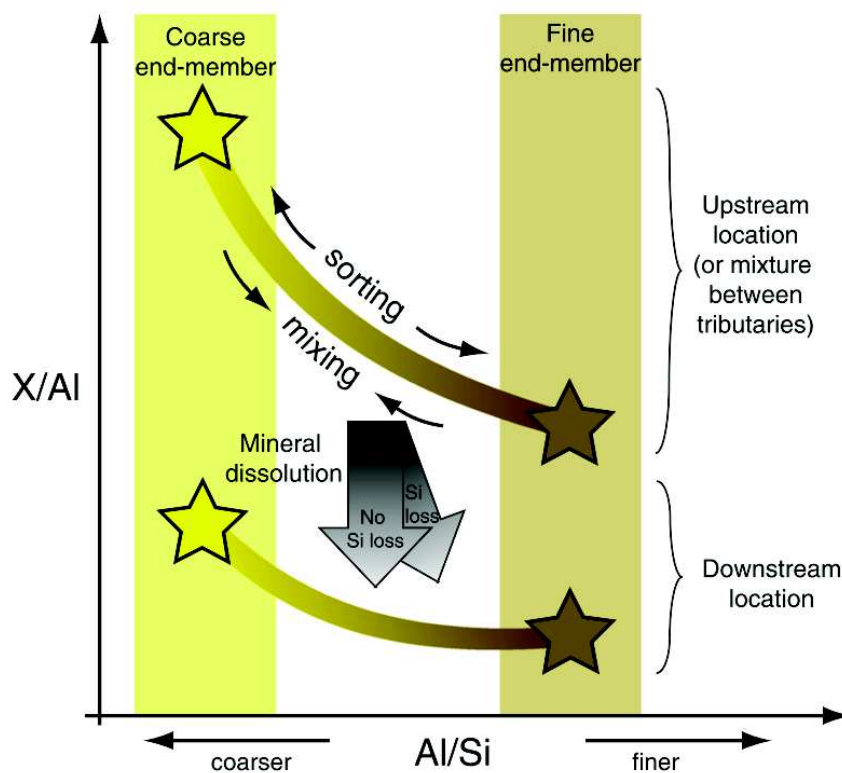 Coarse
end-member
Fine
end-member
Upstream
location
(or mixture
between
tributaries)
sorting
mixing
X/Al
Mineral
dissolution
No
Si loss
Si
loss
Downstream
location
coarser
Al/Si
finer